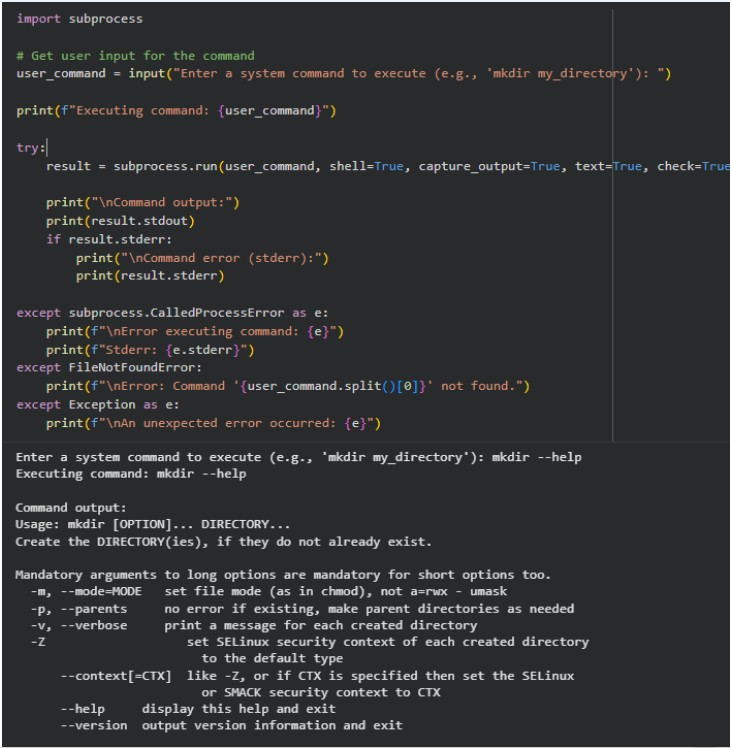 import subprocess
# Get user input for the command
user_command = input("Enter a system command to execute (e.g., 'mkdir my_directory'): ")
print(f"Executing command: {user_command}")
try:
    result = subprocess.run(user_command, shell=True, capture_output=True, text=True, check=True
    print("\nCommand output:")
    print(result.stdout)
    if result.stderr:
        print("\nCommand error (stderr):")
        print(result.stderr)
except subprocess.CalledProcessError as e:
    print(f"\nError executing command: {e}")
    print(f"Stderr: {e.stderr}")
except FileNotFoundError:
    print(f"\nError: Command '{user_command.split()[0]}' not found.")
except Exception as e:
    print(f"\nAn unexpected error occurred: {e}")
Enter a system command to execute (e.g., 'mkdir my_directory'): mkdir --help
Executing command: mkdir --help
Command output:
Usage: mkdir [OPTION]... DIRECTORY...
Create the DIRECTORY(ies), if they do not already exist.
Mandatory arguments to long options are mandatory for short options too.
  -m, --mode=MODE   set file mode (as in chmod), not a=rwx - umask
  -p, --parents     no error if existing, make parent directories as needed
  -v, --verbose     print a message for each created directory
  -Z                   set SELinux security context of each created directory
                         to the default type
      --context[=CTX]  like -Z, or if CTX is specified then set the SELinux
                         or SMACK security context to CTX
      --help     display this help and exit
      --version  output version information and exit